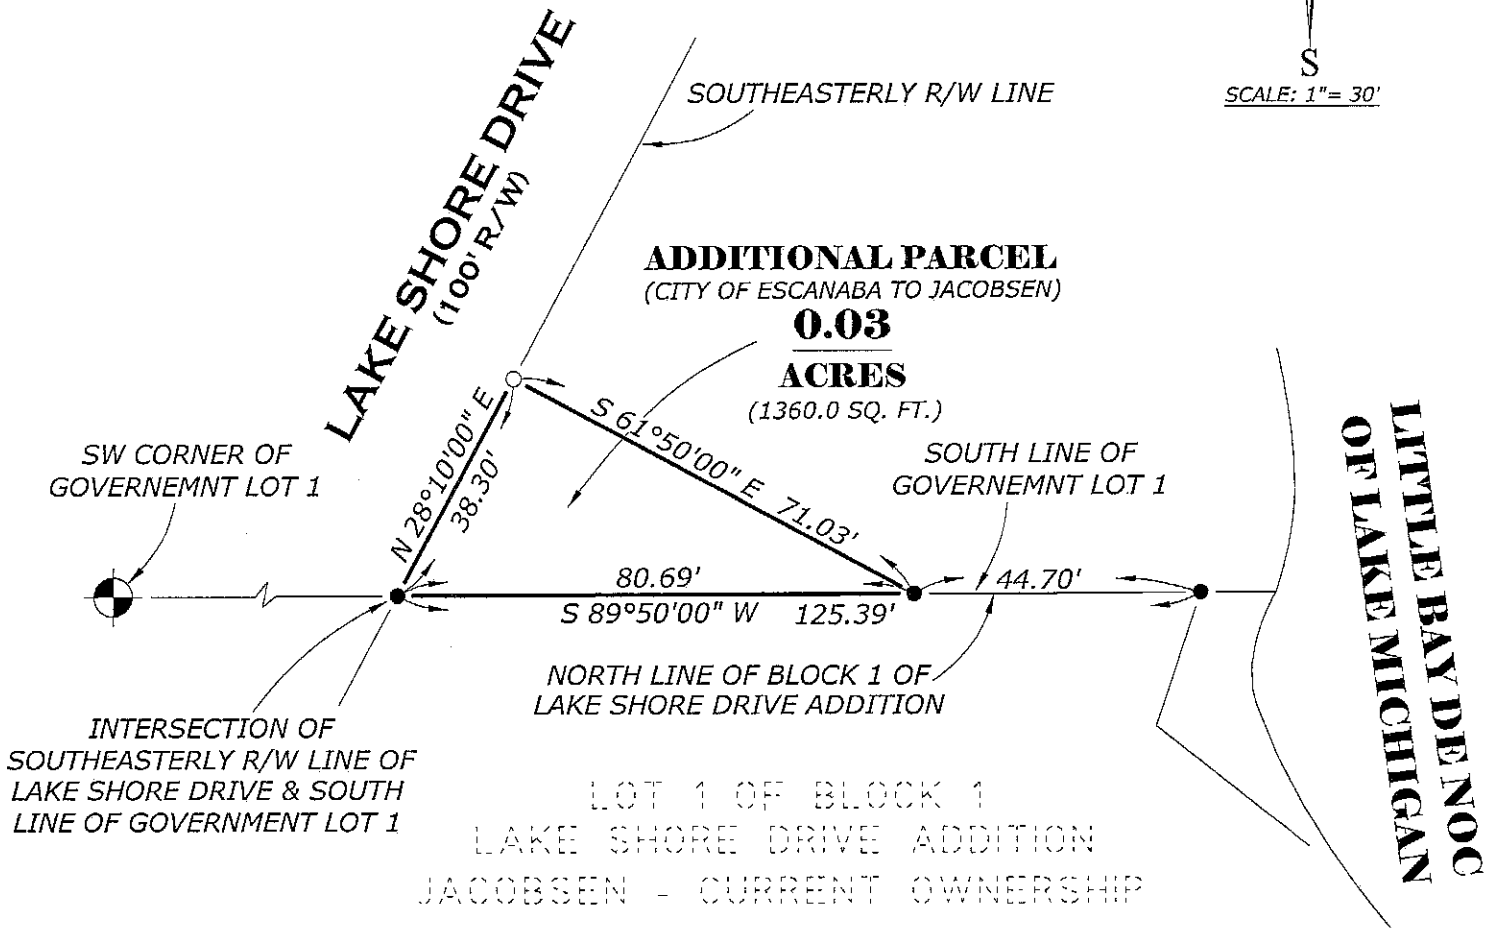 S
SCALE: 1"= 30'
SOUTHEASTERLY R/W LINE
LAKE SHORE DRIVE
(100' R/W)
ADDITIONAL PARCEL
(CITY OF ESCANABA TO JACOBSEN)
0.03
ACRES
(1360.0 SQ. FT.)
SW CORNER OF
GOVERNEMNT LOT 1
N 28°10'00" E
38.30'
S 61°50'00" E 71.03'
SOUTH LINE OF
GOVERNEMNT LOT 1
80.69'
S 89°50'00" W 125.39'
44.70'
NORTH LINE OF BLOCK 1 OF
LAKE SHORE DRIVE ADDITION
INTERSECTION OF
SOUTHEASTERLY R/W LINE OF
LAKE SHORE DRIVE & SOUTH
LINE OF GOVERNMENT LOT 1
LOT 1 OF BLOCK 1
LAKE SHORE DRIVE ADDITION
JACOBSEN - CURRENT OWNERSHIP
LITTLE BAY DE NOC
OF LAKE MICHIGAN